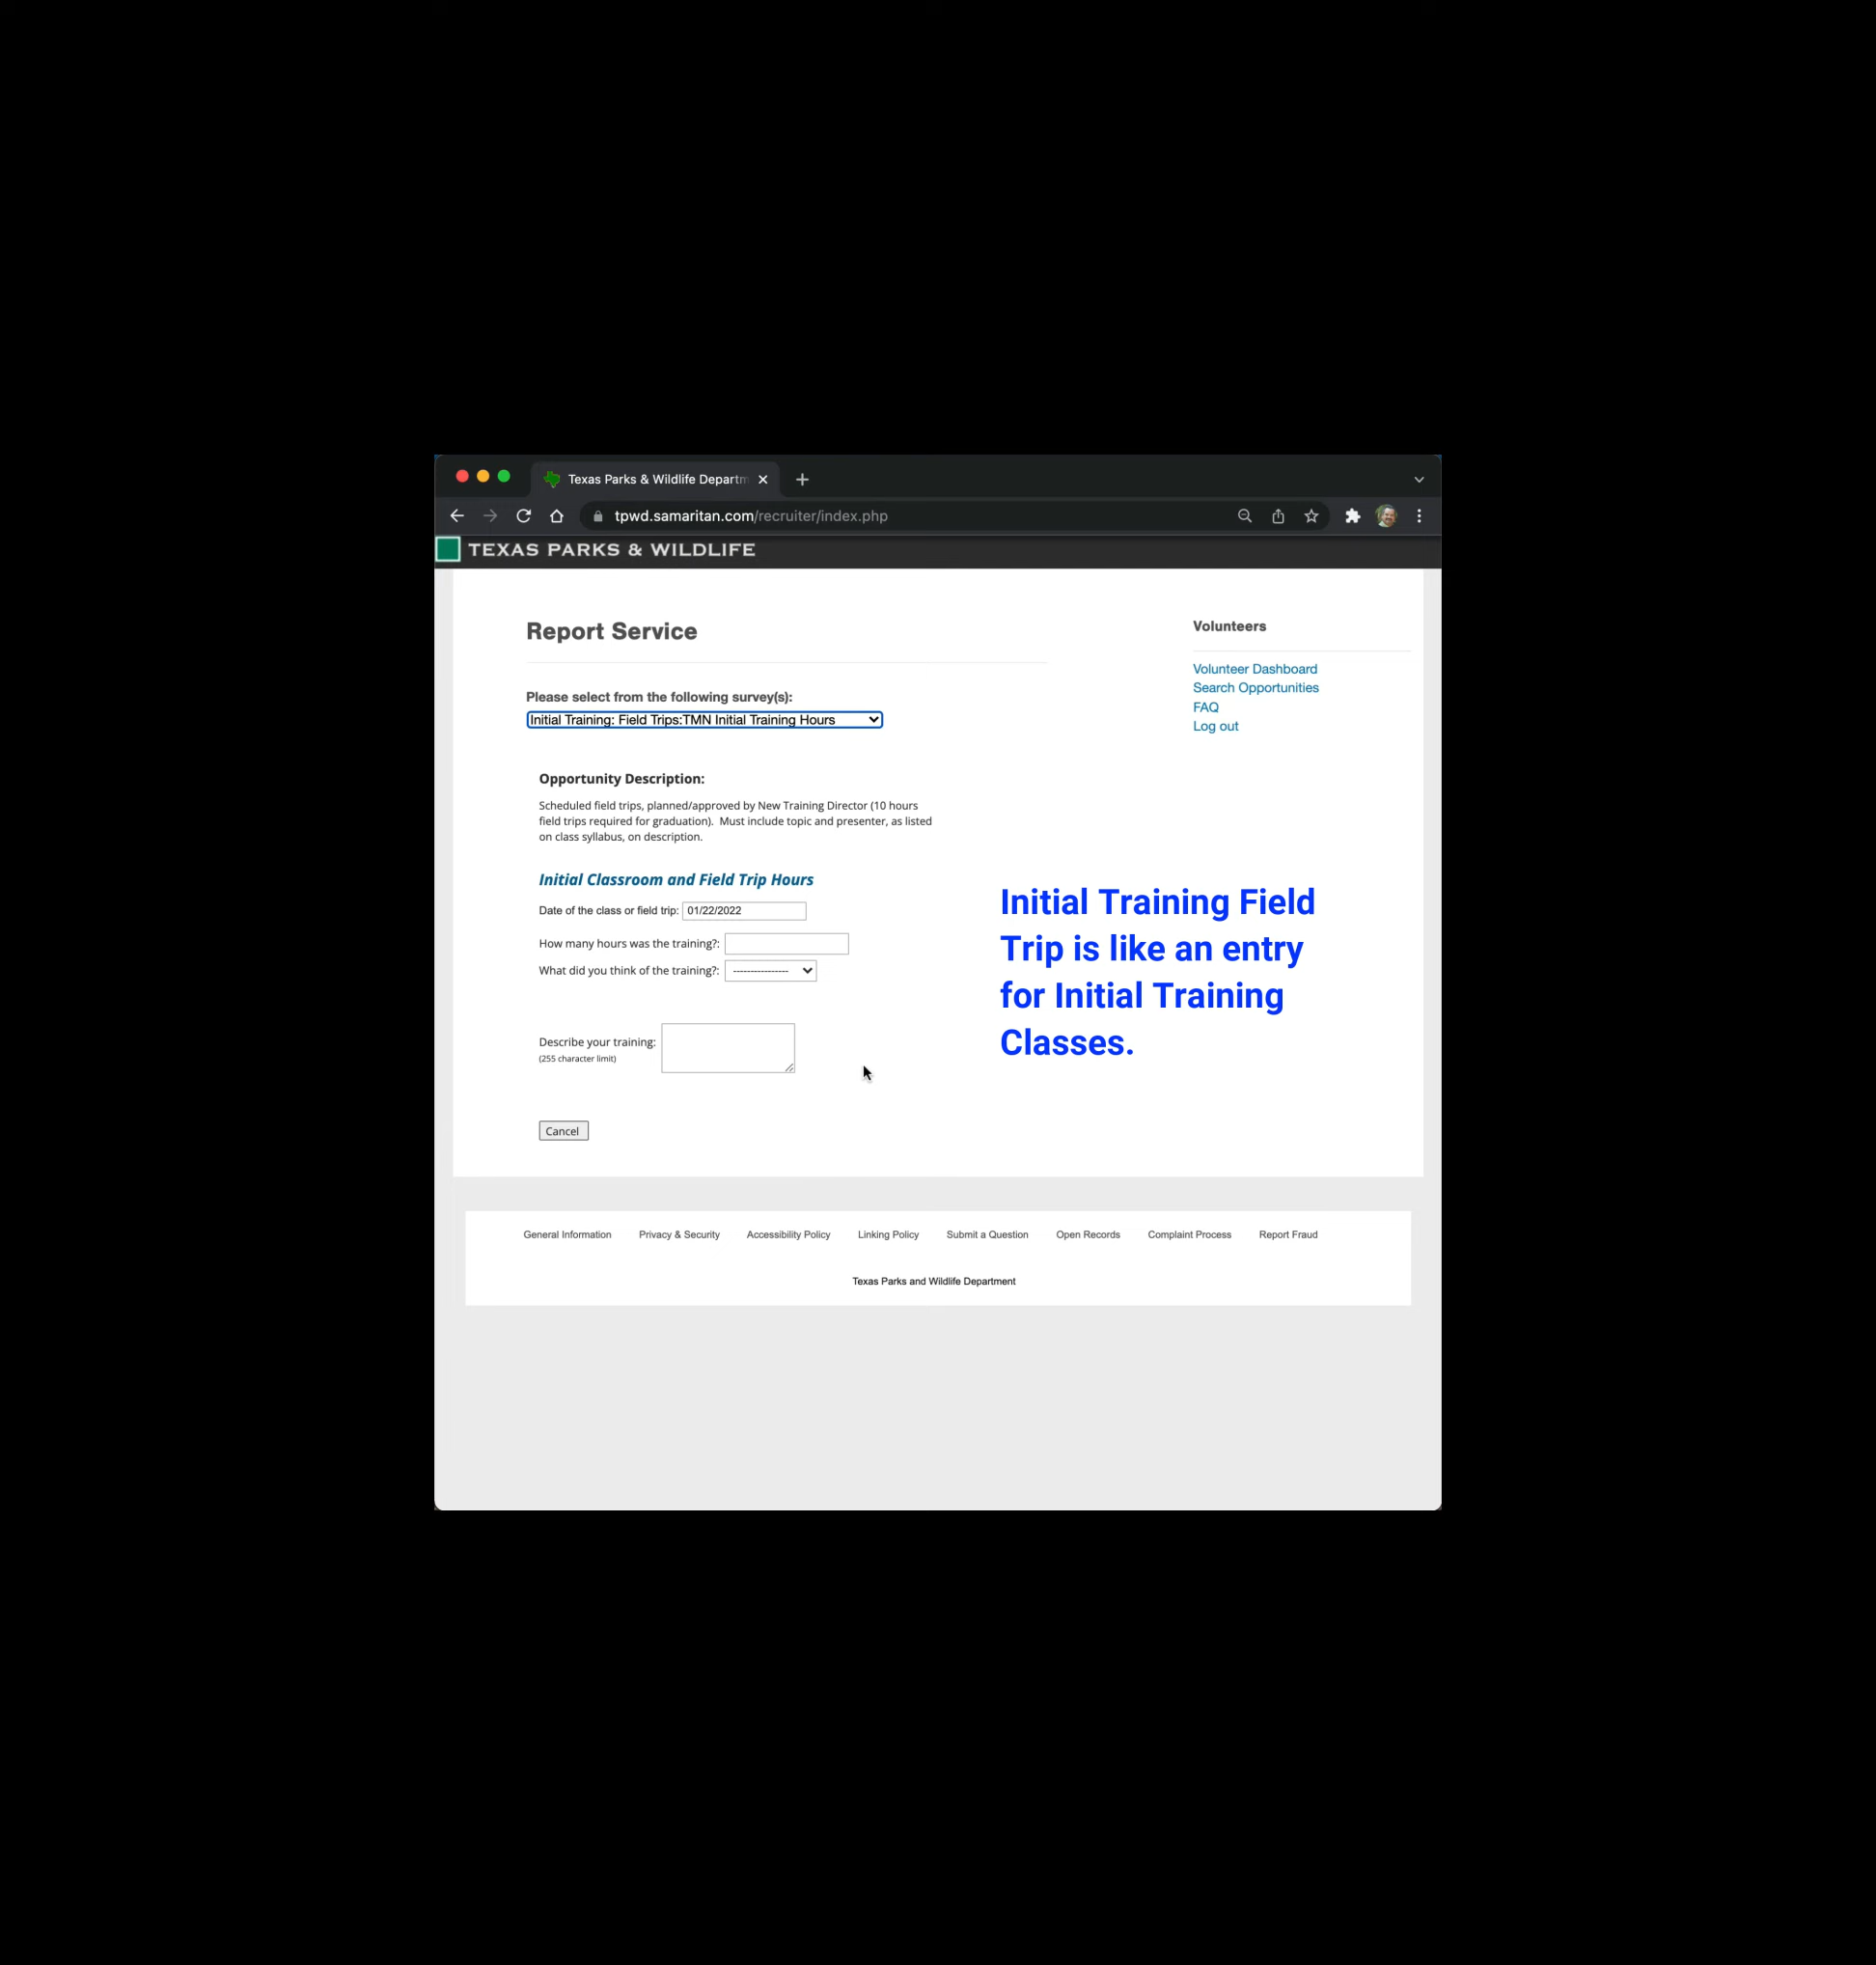 Texas Parks & Wildlife Departm
tpwd.samaritan.com/recruiter/index.php
TEXAS PARKS & WILDLIFE
Report Service
Please select from the following survey(s):
Initial Training: Field Trips:TMN Initial Training Hours
Volunteers
Volunteer Dashboard
Search Opportunities
FAQ
Log out
Opportunity Description:
Scheduled field trips, planned/approved by New Training Director (10 hours
field trips required for graduation).  Must include topic and presenter, as listed
on class syllabus, on description.
Initial Classroom and Field Trip Hours
Date of the class or field trip: 01/22/2022
How many hours was the training?:
What did you think of the training?: ---------------
Describe your training:
(255 character limit)
Cancel
Initial Training Field
Trip is like an entry
for Initial Training
Classes.
General Information Privacy & Security Accessibility Policy Linking Policy Submit a Question Open Records Complaint Process Report Fraud
Texas Parks and Wildlife Department